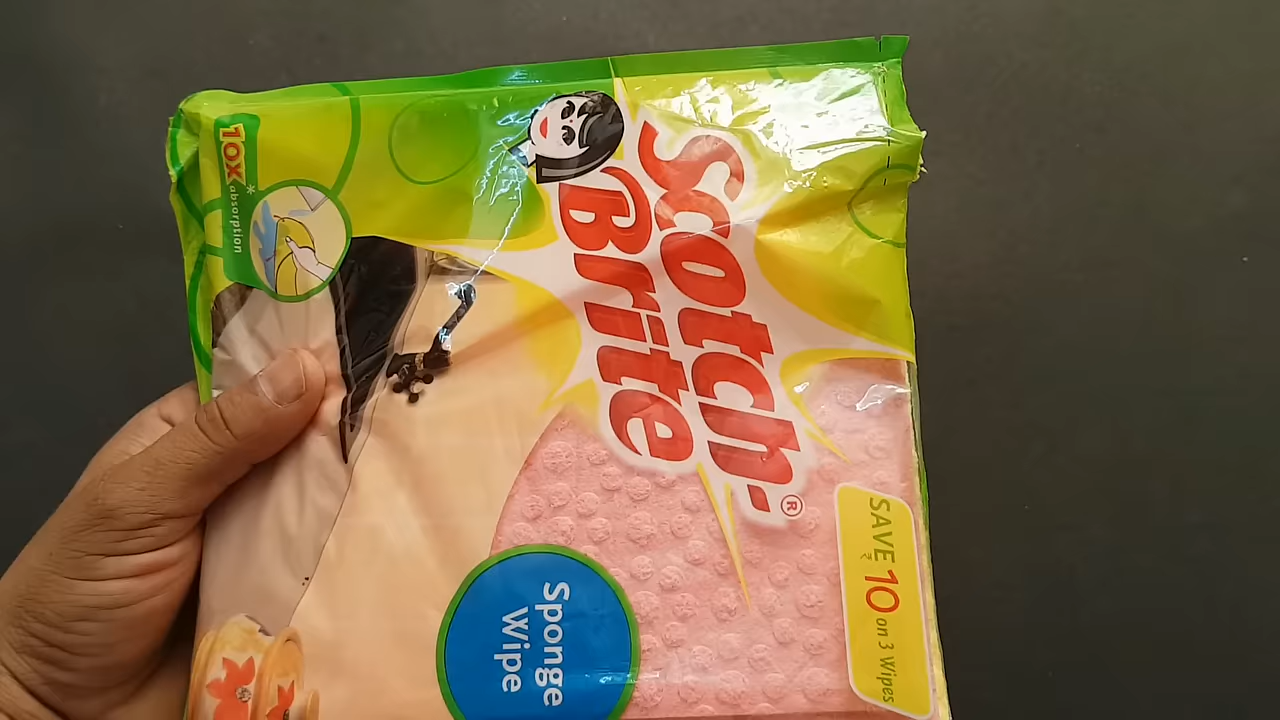 Scotch-
Brite
®
SAVE
₹10 on 3 Wipes
10X
absorption*
Sponge
Wipe